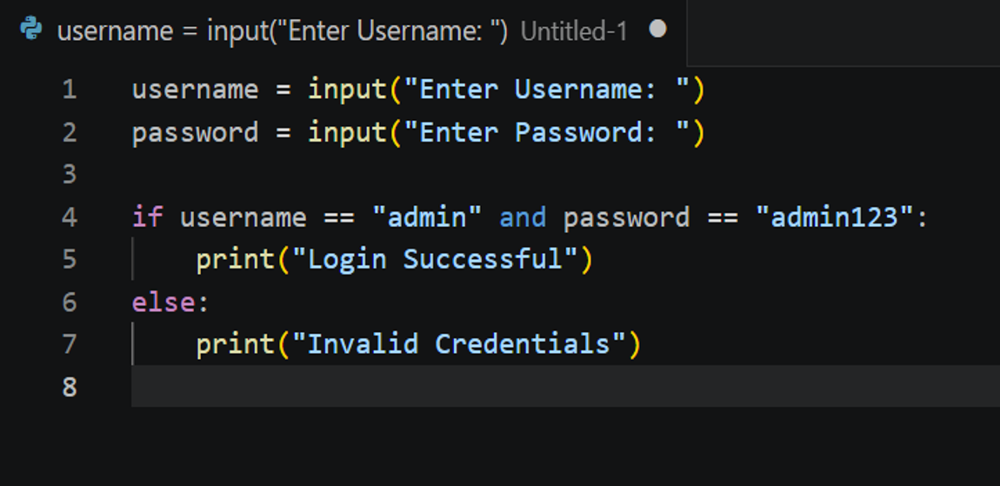 username = input("Enter Username: ") Untitled-1
1 username = input("Enter Username: ")
2 password = input("Enter Password: ")
3
4 if username == "admin" and password == "admin123":
5     print("Login Successful")
6 else:
7     print("Invalid Credentials")
8